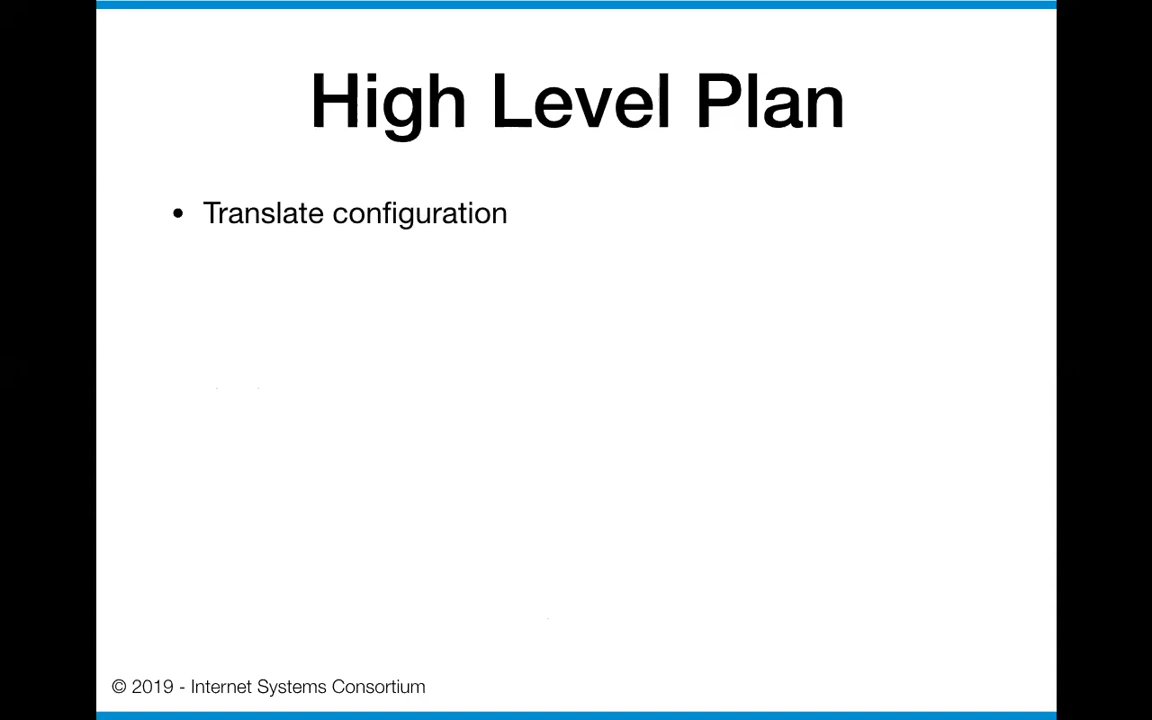 High Level Plan
• Translate configuration
© 2019 - Internet Systems Consortium